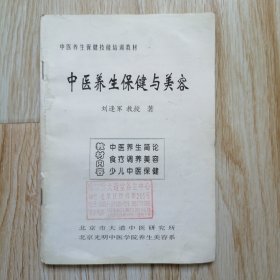 中医养生保健技能培训教材
中医养生保健与美容
刘逢军 教授 著
教材内容
中医养生简论
食疗调养美容
少儿中医保健
北京市大道中医研究所
北京光明中医学院养生美容系